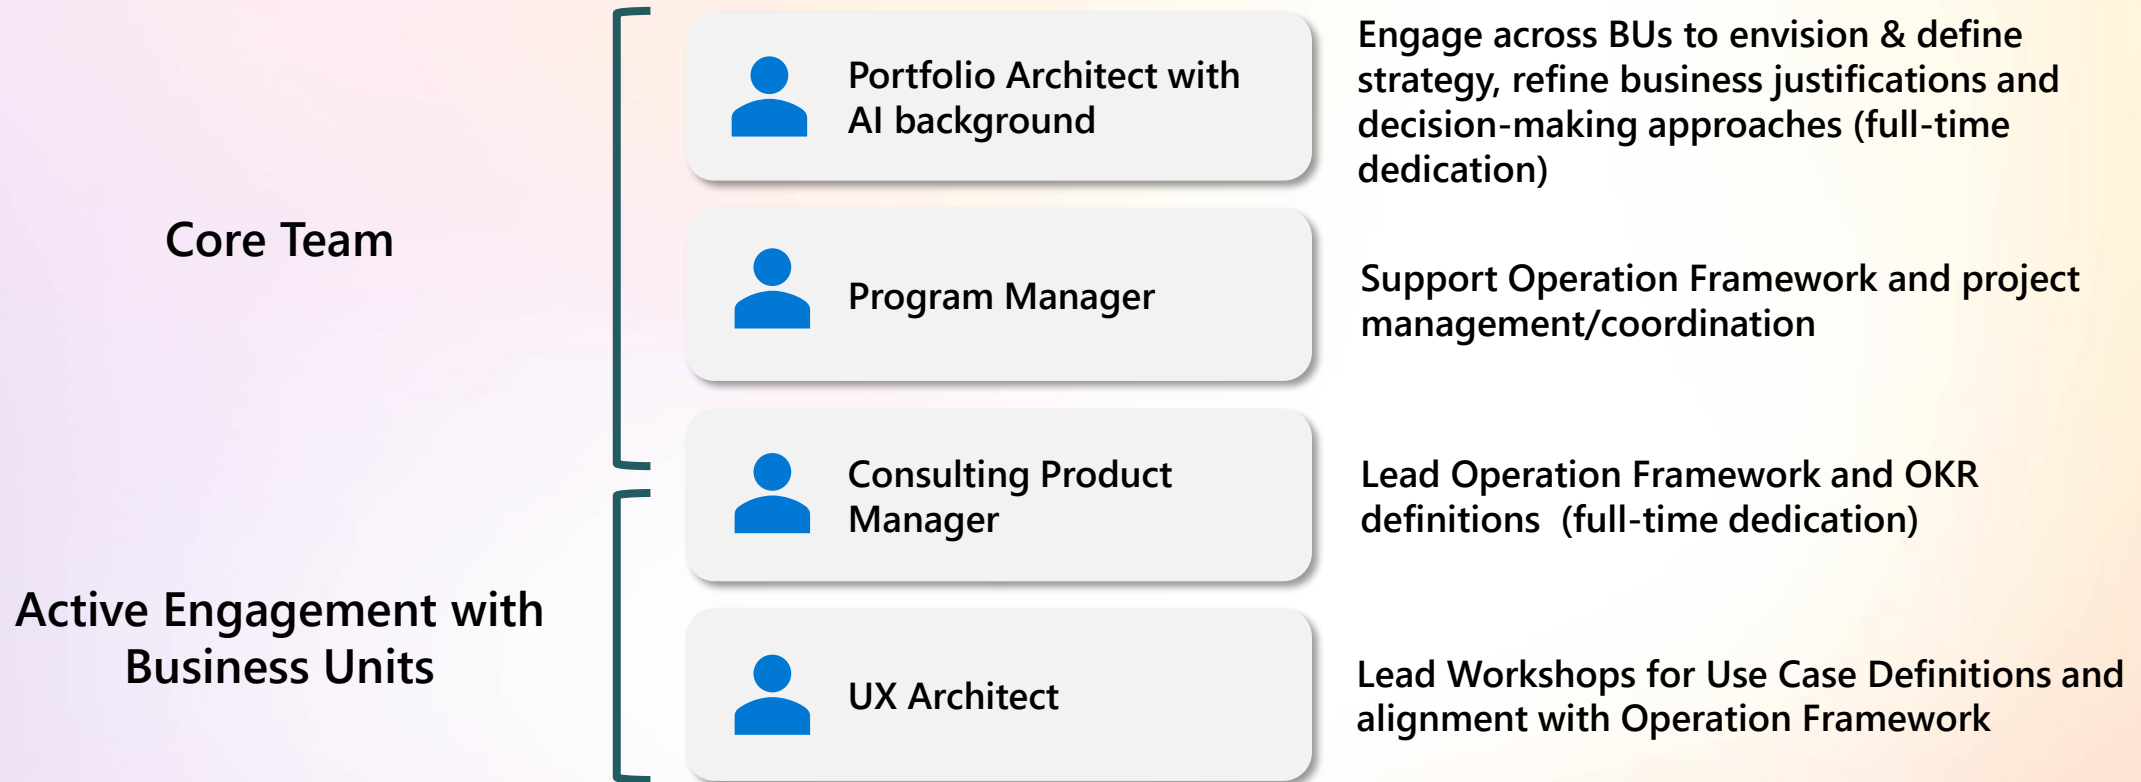 Core Team
Portfolio Architect with
AI background
Engage across BUs to envision & define
strategy, refine business justifications and
decision-making approaches (full-time
dedication)
Program Manager
Support Operation Framework and project
management/coordination
Consulting Product
Manager
Lead Operation Framework and OKR
definitions  (full-time dedication)
Active Engagement with
Business Units
UX Architect
Lead Workshops for Use Case Definitions and
alignment with Operation Framework